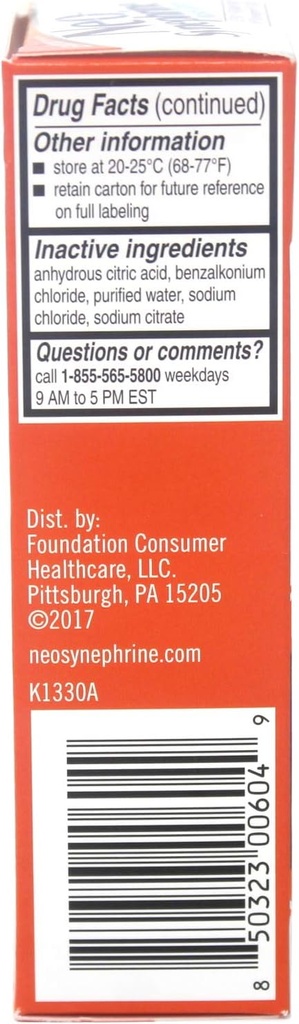 Drug Facts (continued)
Other information
■ store at 20-25°C (68-77°F)
■ retain carton for future reference
on full labeling
Inactive ingredients
anhydrous citric acid, benzalkonium
chloride, purified water, sodium
chloride, sodium citrate
Questions or comments?
call 1-855-565-5800 weekdays
9 AM to 5 PM EST
Dist. by:
Foundation Consumer
Healthcare, LLC.
Pittsburgh, PA 15205
©2017
neosynephrine.com
K1330A
8 50323 00604 9